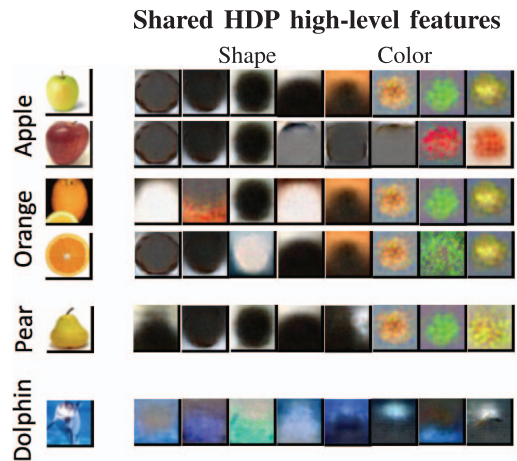 Shared HDP high-level features
Shape Color
Apple
Orange
Pear
Dolphin